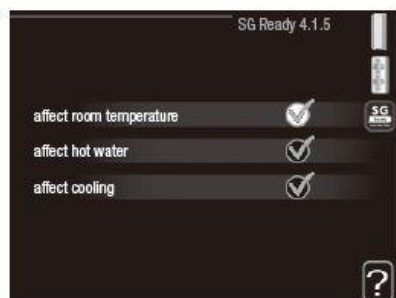 SG Ready 4.1.5
affect room temperature
SG
affect hot water
affect cooling
?